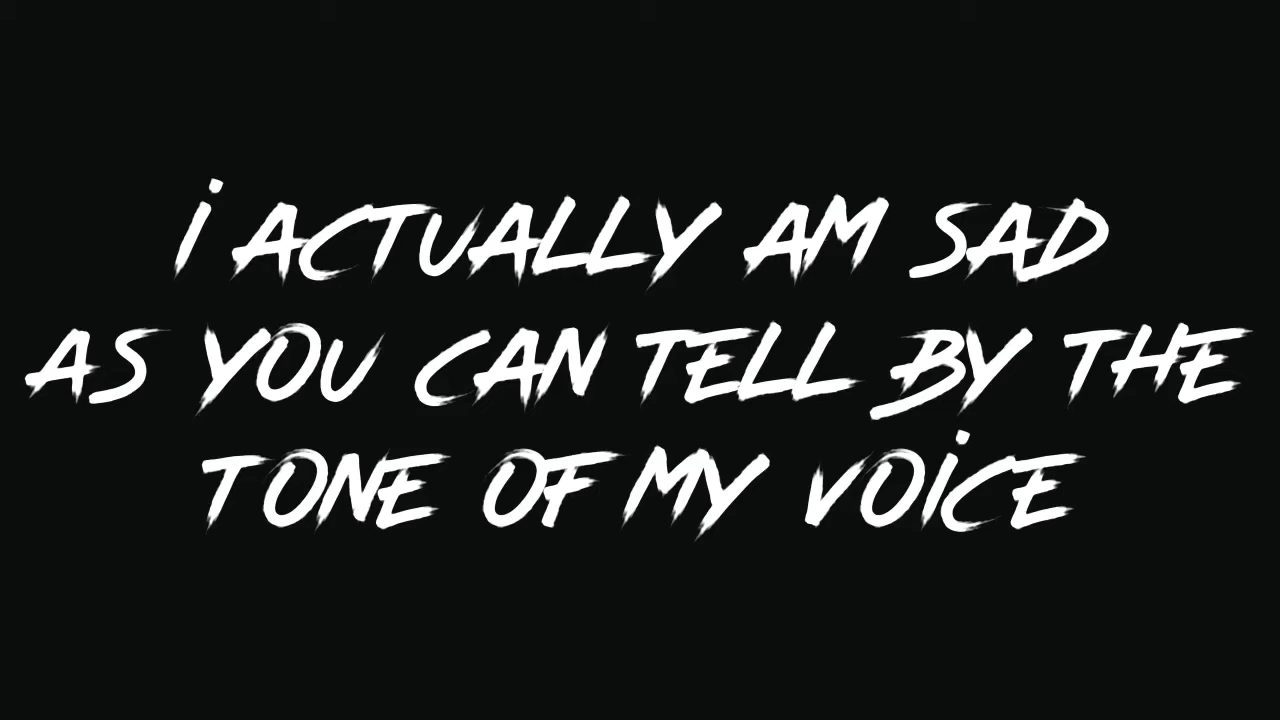 I ACTUALLY AM SAD
AS YOU CAN TELL BY THE
TONE OF MY VOICE